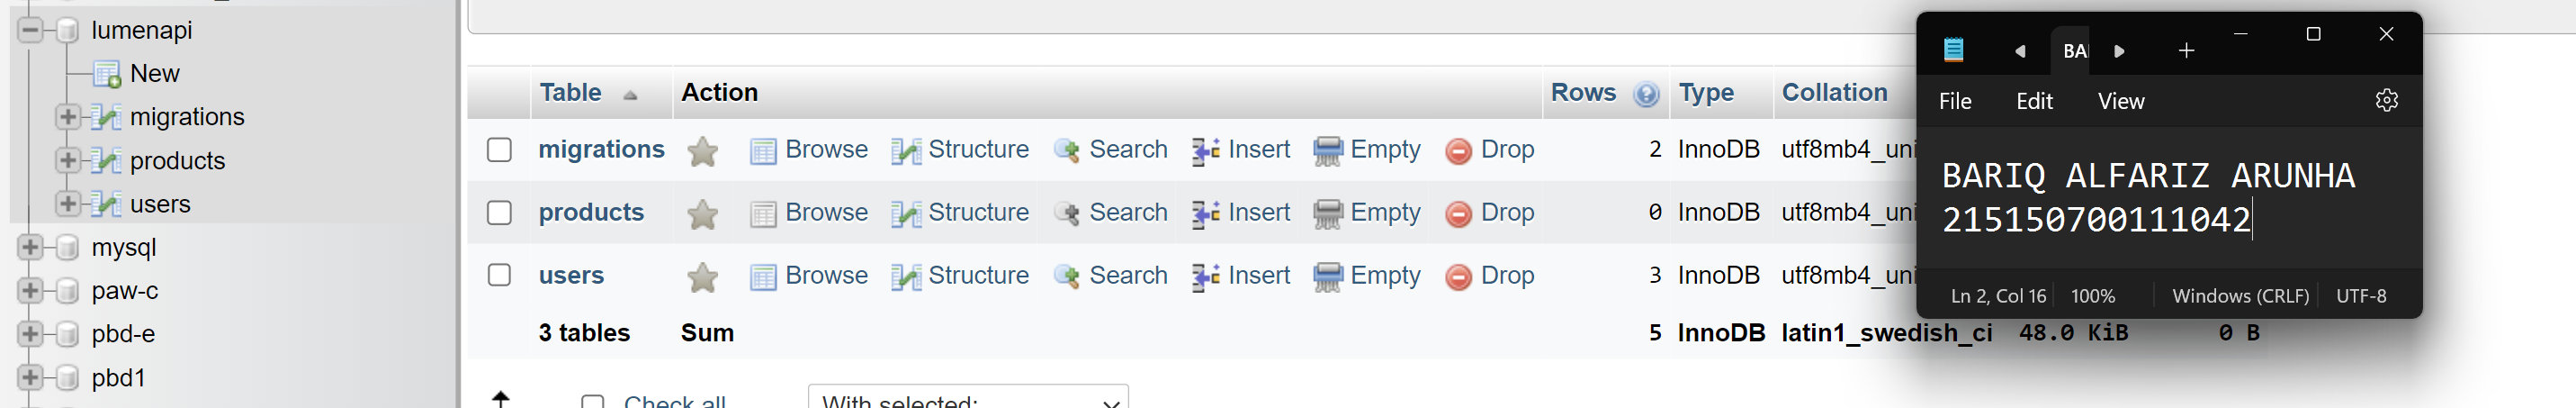 lumenapi
New
migrations
products
users
mysql
paw-c
pbd-e
pbd1
Table Action Rows Type Collation
migrations Browse Structure Search Insert Empty Drop 2 InnoDB utf8mb4_uni
products Browse Structure Search Insert Empty Drop 0 InnoDB utf8mb4_uni
users Browse Structure Search Insert Empty Drop 3 InnoDB utf8mb4_uni
3 tables Sum 5 InnoDB latin1_swedish_ci 48.0 KiB 0 B
Check all With selected:
BA
File Edit View
BARIQ ALFARIZ ARUNHA
215150700111042
Ln 2, Col 16 100% Windows (CRLF) UTF-8